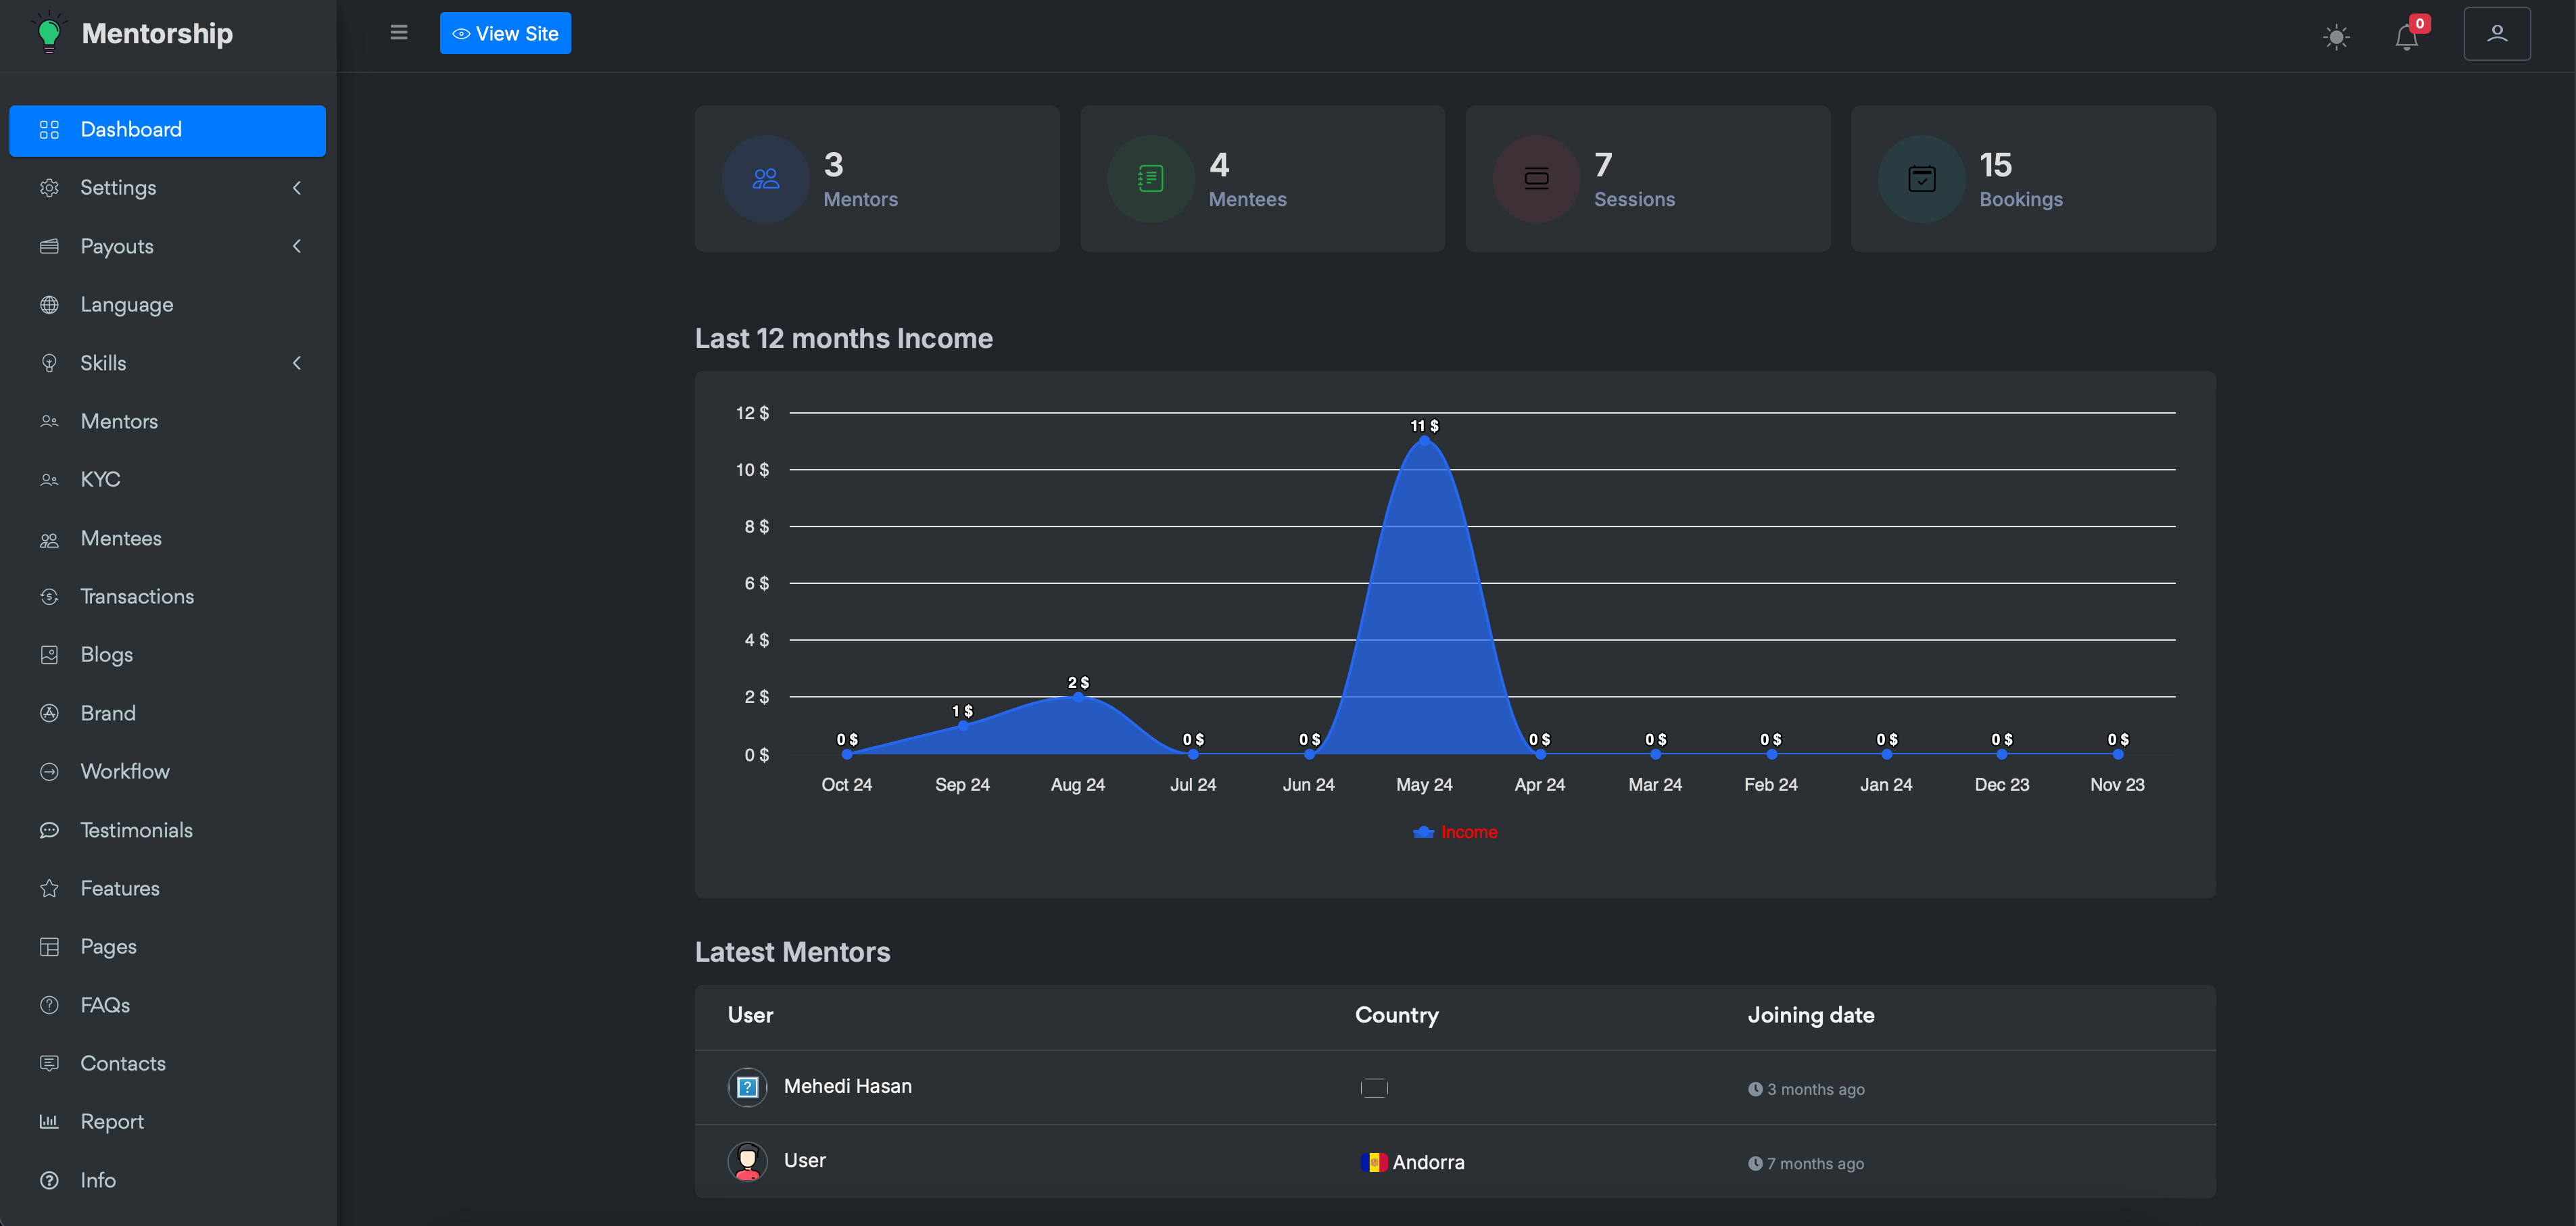 Mentorship
View Site
0
Dashboard
Settings
Payouts
Language
Skills
Mentors
KYC
Mentees
Transactions
Blogs
Brand
Workflow
Testimonials
Features
Pages
FAQs
Contacts
Report
Info
3
Mentors
4
Mentees
7
Sessions
15
Bookings
Last 12 months Income
12 $
10 $
8 $
6 $
4 $
2 $
0 $
0 $
1 $
2 $
0 $
0 $
11 $
0 $
0 $
0 $
0 $
0 $
0 $
Oct 24
Sep 24
Aug 24
Jul 24
Jun 24
May 24
Apr 24
Mar 24
Feb 24
Jan 24
Dec 23
Nov 23
Income
Latest Mentors
User Country Joining date
Mehedi Hasan 3 months ago
User Andorra 7 months ago